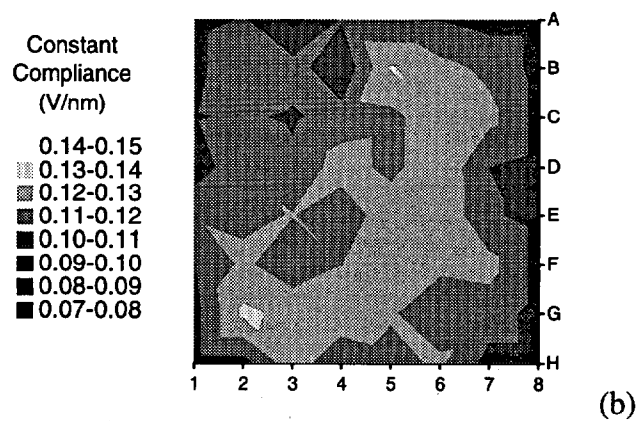 Constant
Compliance
(V/nm)
0.14-0.15
0.13-0.14
0.12-0.13
0.11-0.12
0.10-0.11
0.09-0.10
0.08-0.09
0.07-0.08
A
B
C
D
E
F
G
H
1 2 3 4 5 6 7 8
(b)